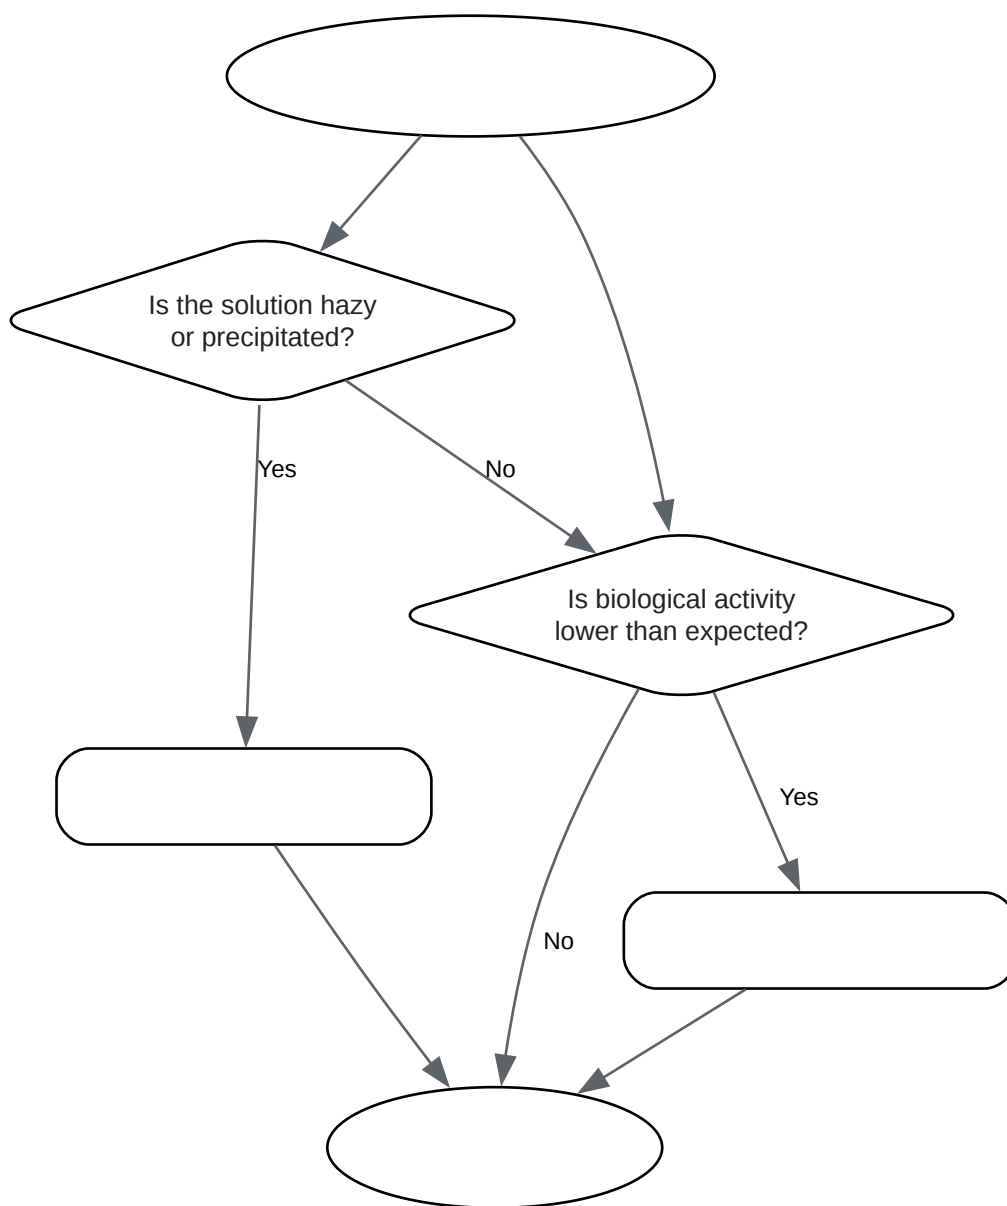 Is the solution hazy
or precipitated?
Yes
No
Is biological activity
lower than expected?
Yes
No